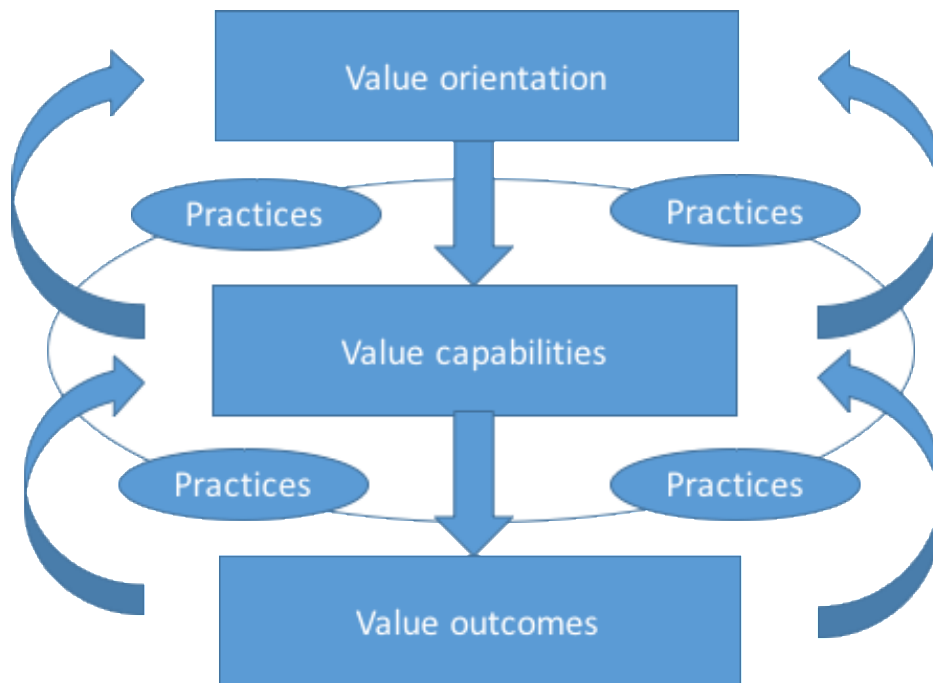 Value orientation
Practices
Practices
Value capabilities
Practices
Practices
Value outcomes